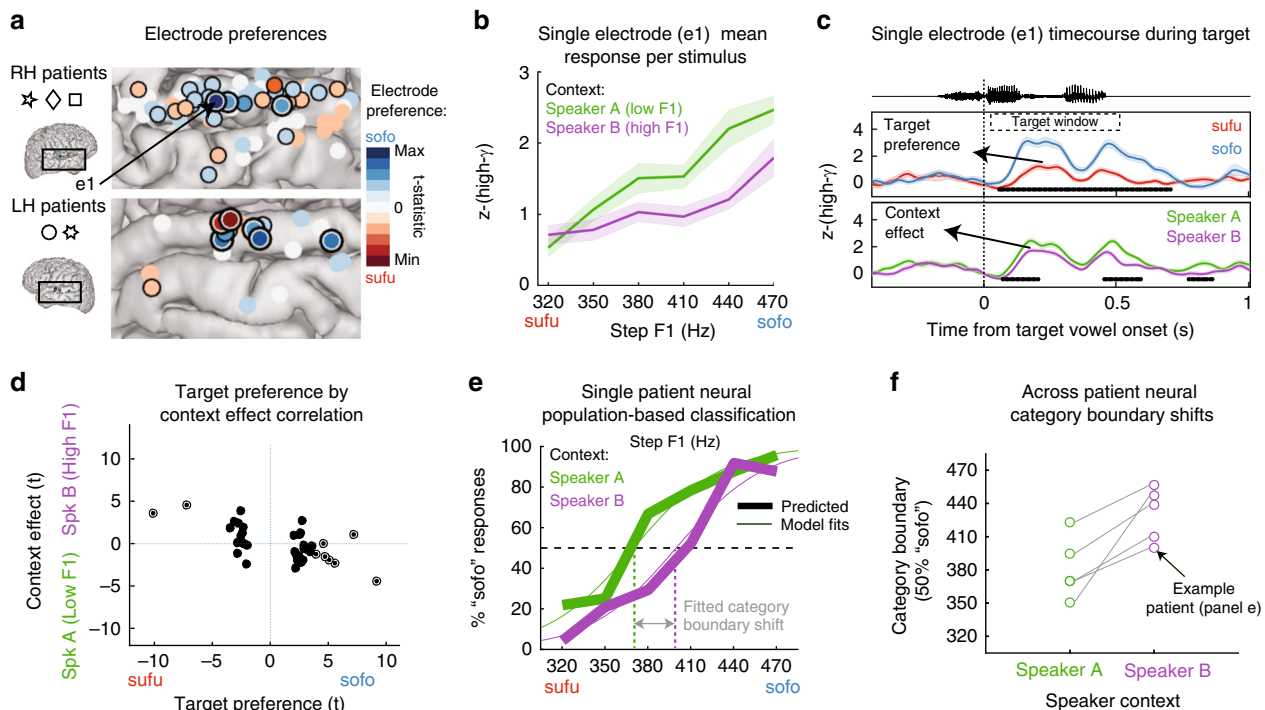 a
Electrode preferences
RH patients
e1
LH patients
Electrode
preference:
sofo
Max
0
t-statistic
Min
sufu
b
Single electrode (e1) mean
response per stimulus
Context:
Speaker A (low F1)
Speaker B (high F1)
z-(high-γ)
3
2
1
0
320 350 380 410 440 470
sufu
Step F1 (Hz)
sofo
c
Single electrode (e1) timecourse during target
Target window
Target
preference
sufu
sofo
4
2
0
Context
effect
Speaker A
Speaker B
4
2
0
z-(high-γ)
0 0.5 1
Time from target vowel onset (s)
d
Target preference by
context effect correlation
Spk A (Low F1) Spk B (High F1)
Context effect (t)
10
5
0
−5
−10
−10 −5 0 5 10
sufu
sofo
Target preference (t)
e
Single patient neural
population-based classification
Step F1 (Hz)
Context:
Speaker A
Speaker B
Predicted
Model fits
Fitted category
boundary shift
% “sofo” responses
100
80
60
40
20
0
320 350 380 410 440 470
sufu
sofo
f
Across patient neural
category boundary shifts
Category boundary
(50% “sofo”)
470
440
410
380
350
320
Example
patient (panel e)
Speaker A Speaker B
Speaker context